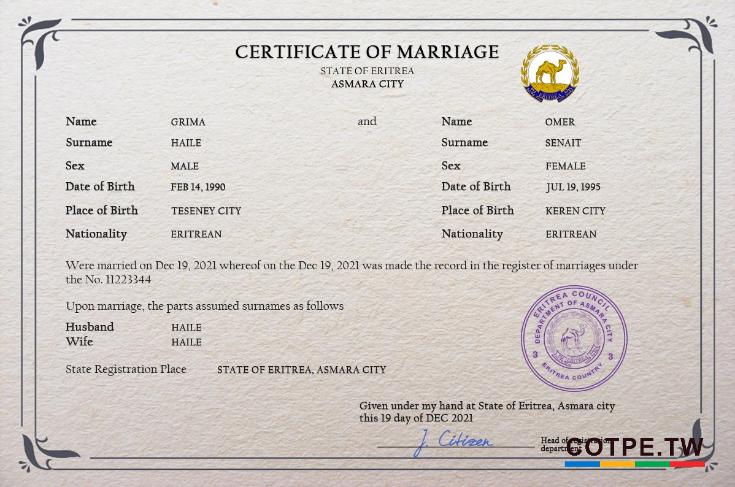 CERTIFICATE OF MARRIAGE
STATE OF ERITREA
ASMARA CITY
Name GRIMA and Name OMER
Surname HAILE Surname SENAIT
Sex MALE Sex FEMALE
Date of Birth FEB 14, 1990 Date of Birth JUL 19, 1995
Place of Birth TESENEY CITY Place of Birth KEREN CITY
Nationality ERITREAN Nationality ERITREAN
Were married on Dec 19, 2021 whereof on the Dec 19, 2021 was made the record in the register of marriages under
the No. 11223344
Upon marriage, the parts assumed surnames as follows
Husband HAILE
Wife HAILE
ERITREA COUNCIL
DEPARTMENT OF ASMARA CITY
3 3
ERITREA COUNTRY
State Registration Place STATE OF ERITREA, ASMARA CITY
Given under my hand at State of Eritrea, Asmara city
this 19 day of DEC 2021
J. Citizen
Head of registration
department
COTPE.TW